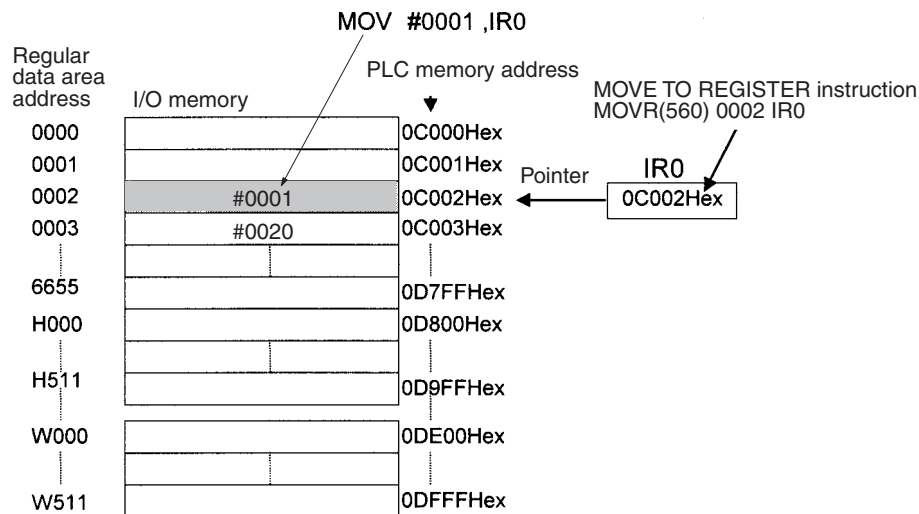 MOV #0001 ,IR0
Regular
data area
address
I/O memory
PLC memory address
MOVE TO REGISTER instruction
MOVR(560) 0002 IR0
0000
0C000Hex
0001
0C001Hex
0002
#0001
0C002Hex
Pointer
IR0
0C002Hex
0003
#0020
0C003Hex
6655
0D7FFHex
H000
0D800Hex
H511
0D9FFHex
W000
0DE00Hex
W511
0DFFFHex